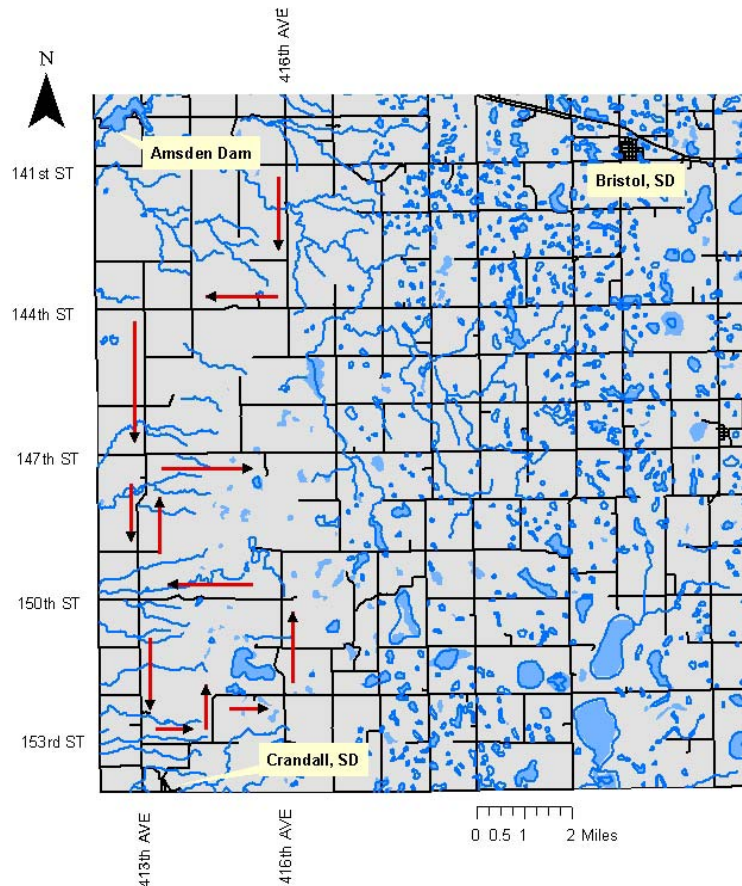 416th AVE
N
Amsden Dam
141st ST
Bristol, SD
144th ST
147th ST
150th ST
153rd ST
Crandall, SD
413th AVE
416th AVE
0 0.5 1 2 Miles